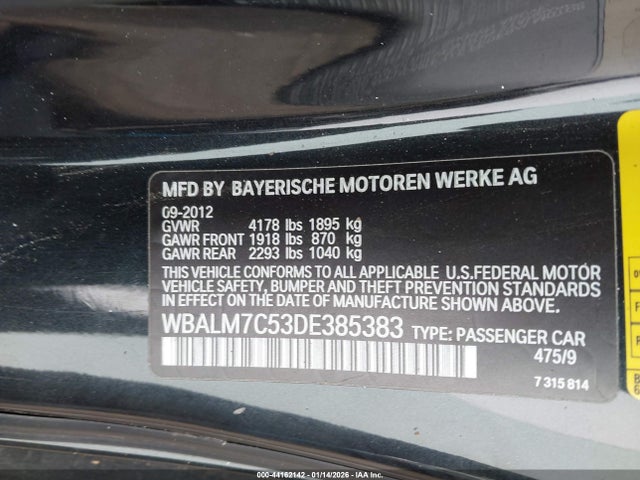 MFD BY BAYERISCHE MOTOREN WERKE AG
09-2012
GVWR 4178 lbs 1895 kg
GAWR FRONT 1918 lbs 870 kg
GAWR REAR 2293 lbs 1040 kg
THIS VEHICLE CONFORMS TO ALL APPLICABLE U.S.FEDERAL MOTOR
VEHICLE SAFETY, BUMPER AND THEFT PREVENTION STANDARDS
IN EFFECT ON THE DATE OF MANUFACTURE SHOWN ABOVE.
WBALM7C53DE385383 TYPE: PASSENGER CAR
475/9
7 315 814
000-44162142 - 01/14/2026 - IAA Inc.